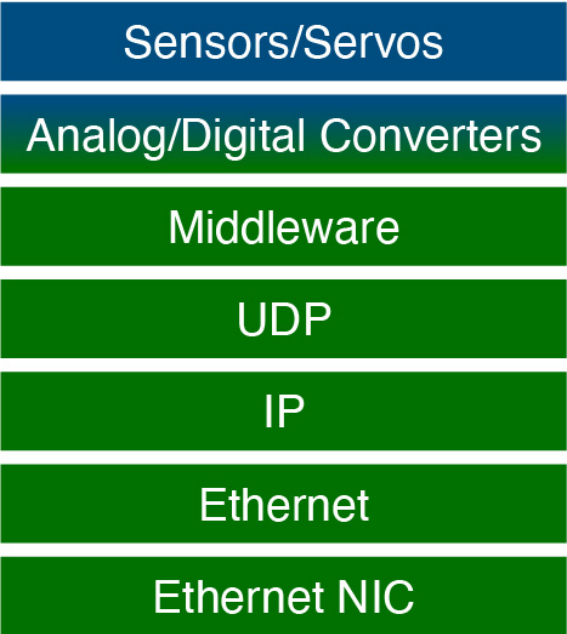 Sensors/Servos
Analog/Digital Converters
Middleware
UDP
IP
Ethernet
Ethernet NIC